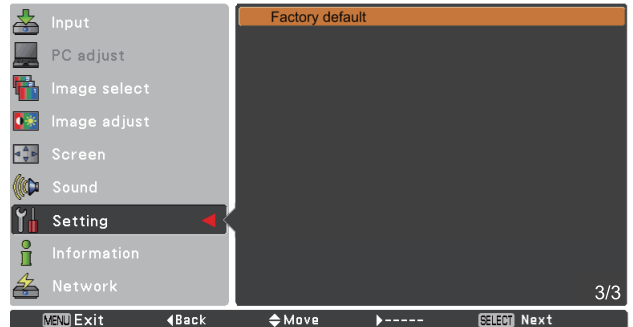 Input
PC adjust
Image select
Image adjust
Screen
Sound
Setting
Information
Network
Factory default
3/3
MENU Exit ◀Back ◆Move ▶----- SELECT Next